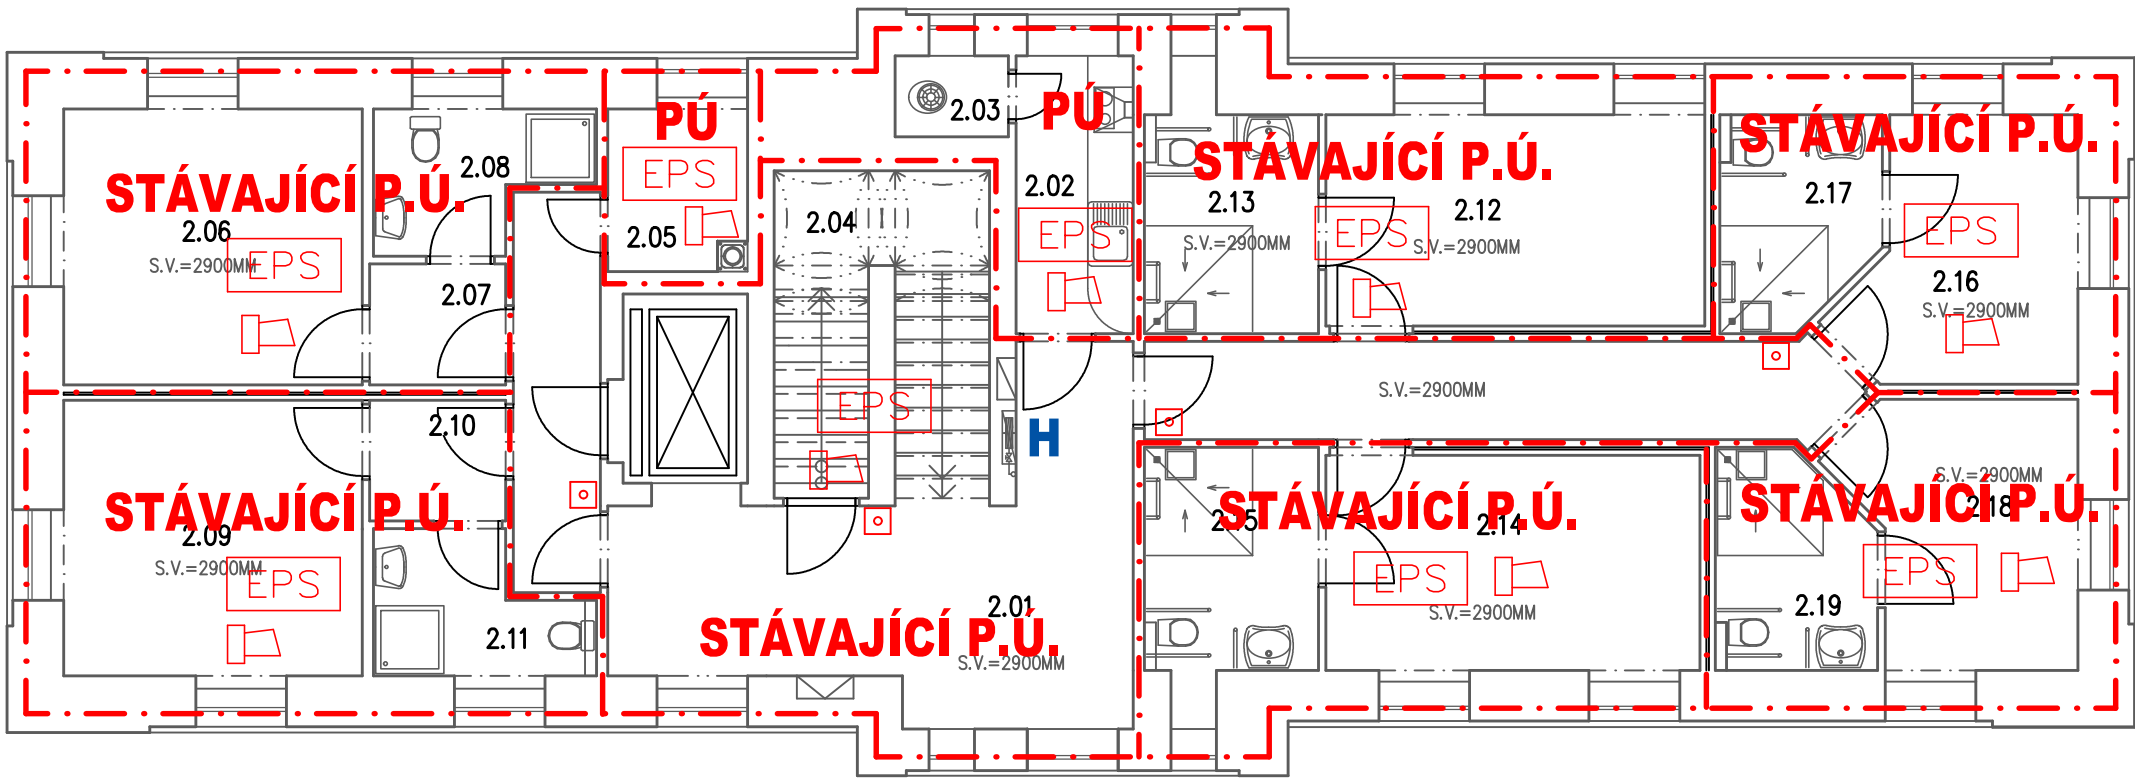 PÚ
2.03
PÚ
STÁVAJÍCÍ P.Ú.
STÁVAJÍCÍ P.Ú.
2.08
EPS
2.02
2.13
2.12
2.17
STÁVAJÍCÍ P.Ú.
2.06
2.05
2.04
EPS
S.V.=2900MM
EPS
S.V.=2900MM
EPS
S.V.=2900MM
EPS
2.07
2.16
S.V.=2900MM
S.V.=2900MM
EPS
2.10
H
S.V.=2900MM
STÁVAJÍCÍ P.Ú.
2.09
STÁVAJÍCÍ P.Ú.
2.15
2.14
STÁVAJÍCÍ P.Ú.
2.18
S.V.=2900MM
EPS
EPS
EPS
2.01
S.V.=2900MM
2.19
2.11
STÁVAJÍCÍ P.Ú.
S.V.=2900MM